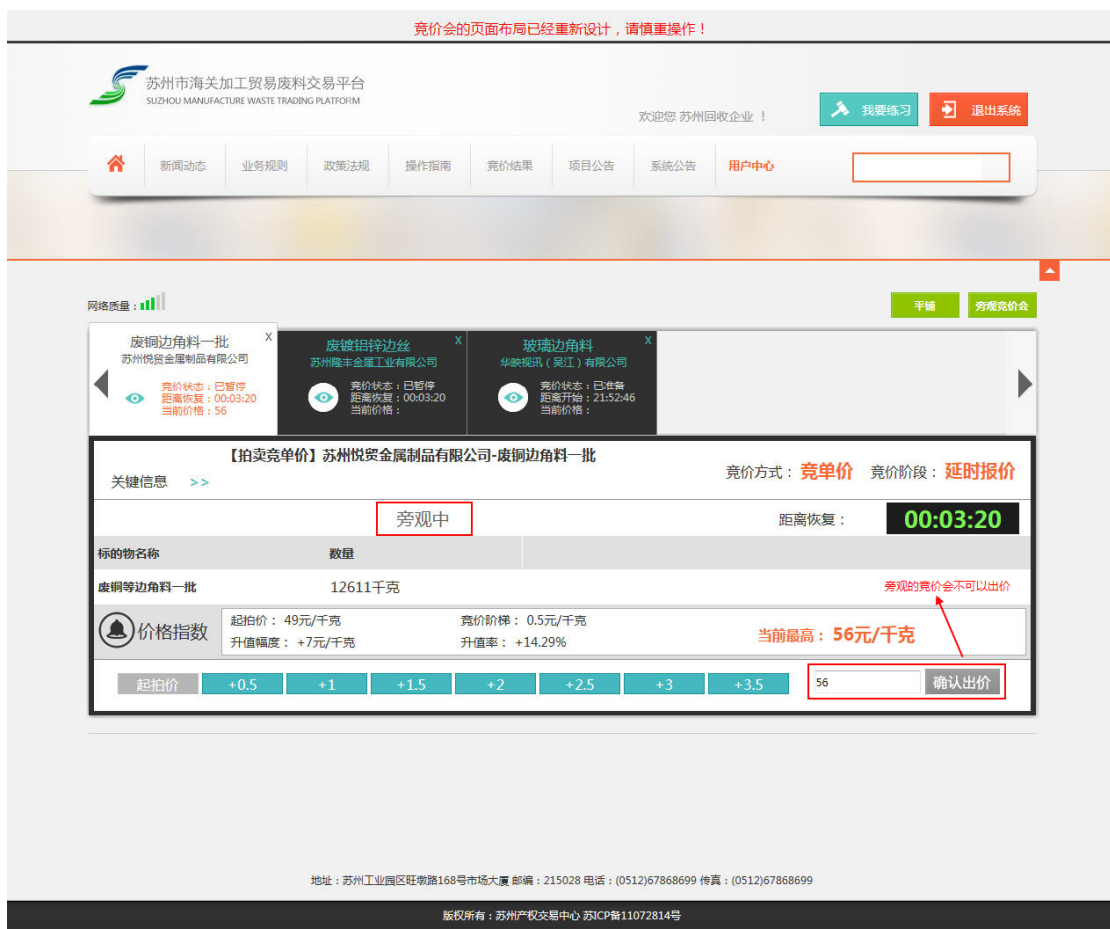 竞价会的页面布局已经重新设计，请慎重操作！
苏州市海关加工贸易废料交易平台
SUZHOU MANUFACTURE WASTE TRADING PLATFORM
欢迎您 苏州回收企业 ！
我要练习
退出系统
新闻动态 业务规则 政策法规 操作指南 竞价结果 项目公告 系统公告 用户中心
网络质量：
平铺
旁观竞价会
废铜边角料一批 X
苏州悦贸金属制品有限公司
竞价状态：已暂停
距离恢复：00:03:20
当前价格：56
废镀铝锌边丝 X
苏州隆丰金属工业有限公司
竞价状态：已暂停
距离恢复：00:03:20
当前价格：
玻璃边角料 X
华映视讯（吴江）有限公司
竞价状态：已准备
距离开始：21:52:46
当前价格：
【拍卖竞单价】苏州悦贸金属制品有限公司-废铜边角料一批
关键信息 >>
竞价方式：竞单价 竞价阶段：延时报价
旁观中
距离恢复：
00:03:20
标的物名称 数量
废铜等边角料一批 12611千克
旁观的竞价会不可以出价
价格指数
起拍价： 49元/千克 竞价阶梯： 0.5元/千克
升值幅度： +7元/千克 升值率： +14.29%
当前最高：56元/千克
起拍价 +0.5 +1 +1.5 +2 +2.5 +3 +3.5 56 确认出价
地址：苏州工业园区旺墩路168号市场大厦 邮编：215028 电话：(0512)67868699 传真：(0512)67868699
版权所有：苏州产权交易中心 苏ICP备11072814号